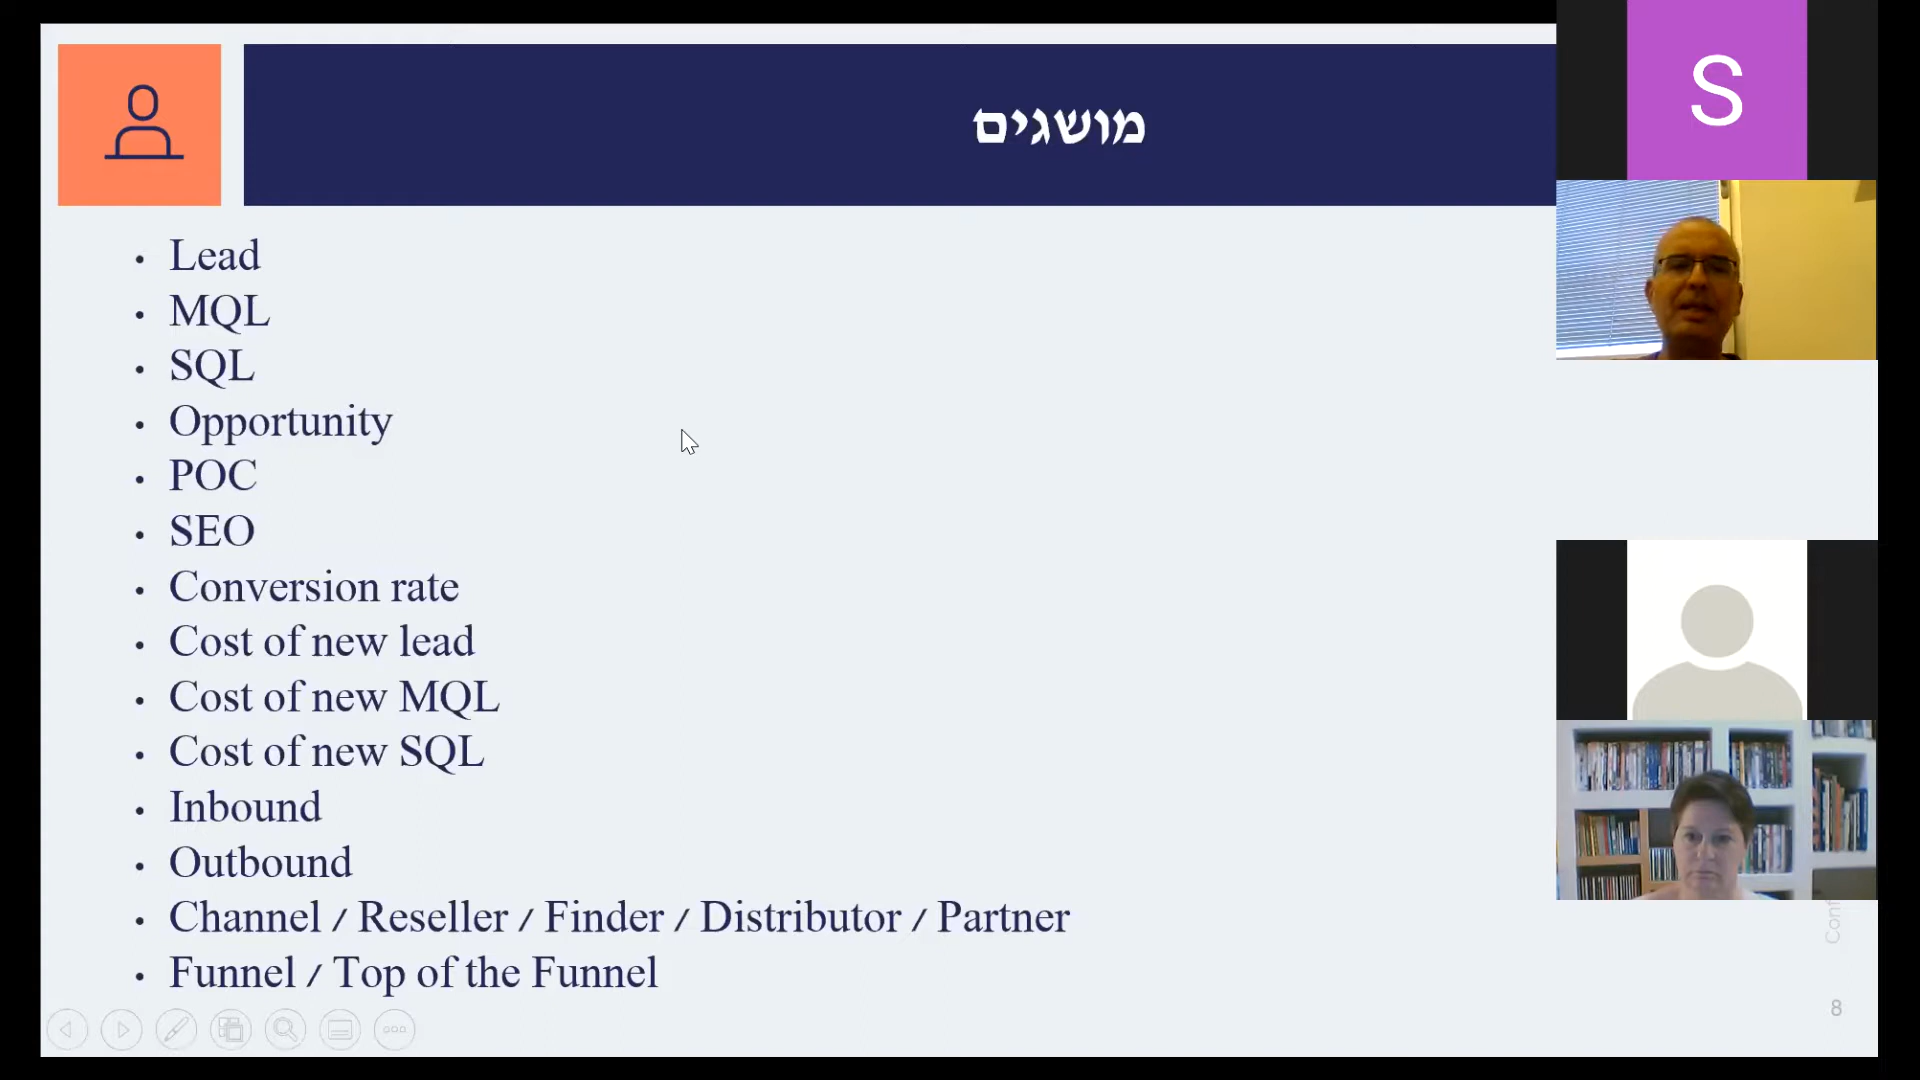 מושגים
S
• Lead
• MQL
• SQL
• Opportunity
• POC
• SEO
• Conversion rate
• Cost of new lead
• Cost of new MQL
• Cost of new SQL
• Inbound
• Outbound
• Channel / Reseller / Finder / Distributor / Partner
• Funnel / Top of the Funnel
8